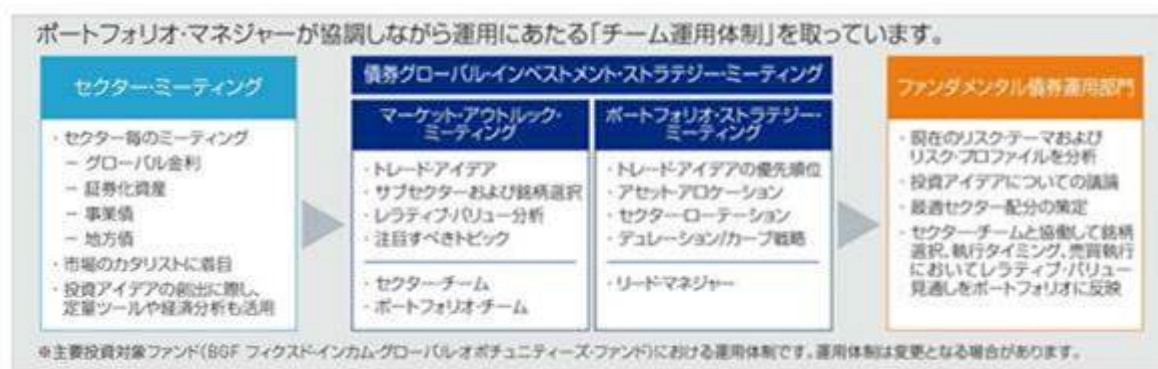 ポートフォリオ・マネジャーが協調しながら運用にあたる「チーム運用体制」を取っています。
セクター・ミーティング
・セクター毎のミーティング
－ グローバル金利
－ 証券化資産
－ 事業債
－ 地方債
・市場のカタリストに着目
・投資アイデアの創出に際し、
定量ツールや経済分析も活用
債券グローバル・インベストメント・ストラテジー・ミーティング
マーケット・アウトルック・
ミーティング
・トレード・アイデア
・サブセクターおよび銘柄選択
・レラティブ・バリュー分析
・注目すべきトピック
・セクター・チーム
・ポートフォリオ・チーム
ポートフォリオ・ストラテジー・
ミーティング
・トレード・アイデアの優先順位
・アセット・アロケーション
・セクター・ローテーション
・デュレーション/カーブ戦略
・リード・マネジャー
ファンダメンタル債券運用部門
・現在のリスク・テーマおよび
リスク・プロファイルを分析
・投資アイデアについての議論
・最適セクター配分の策定
・セクター・チームと協働して銘柄
選択、執行タイミング、売買執行
においてレラティブ・バリュー
見通しをポートフォリオに反映
※主要投資対象ファンド(BGF フィクスド・インカム・グローバル・オポチュニティーズ・ファンド)における運用体制です。運用体制は変更となる場合があります。